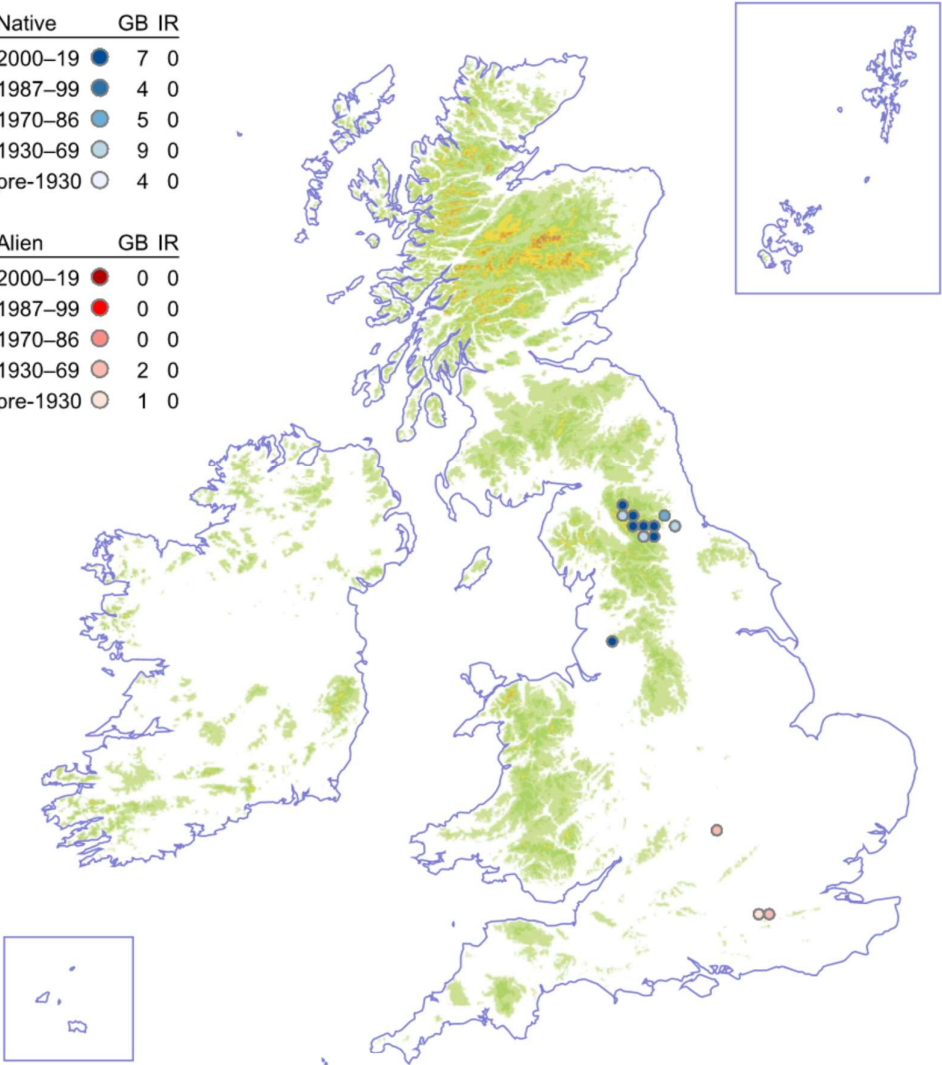 Native GB IR
2000–19 7 0
1987–99 4 0
1970–86 5 0
1930–69 9 0
pre-1930 4 0
Alien GB IR
2000–19 0 0
1987–99 0 0
1970–86 0 0
1930–69 2 0
pre-1930 1 0